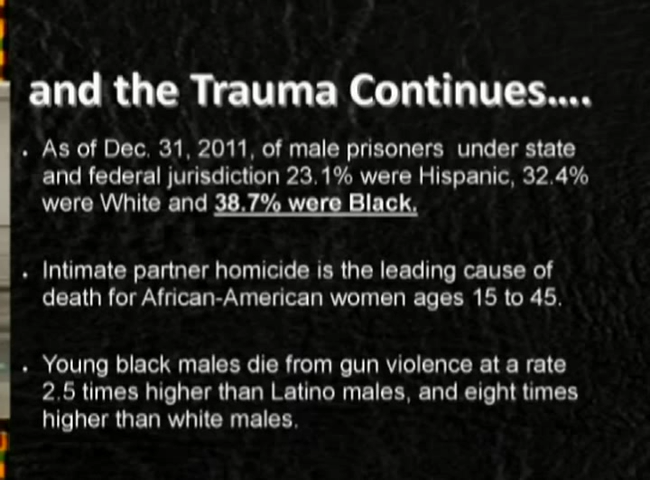 and the Trauma Continues....
• As of Dec. 31, 2011, of male prisoners under state
and federal jurisdiction 23.1% were Hispanic, 32.4%
were White and 38.7% were Black.
• Intimate partner homicide is the leading cause of
death for African-American women ages 15 to 45.
• Young black males die from gun violence at a rate
2.5 times higher than Latino males, and eight times
higher than white males.